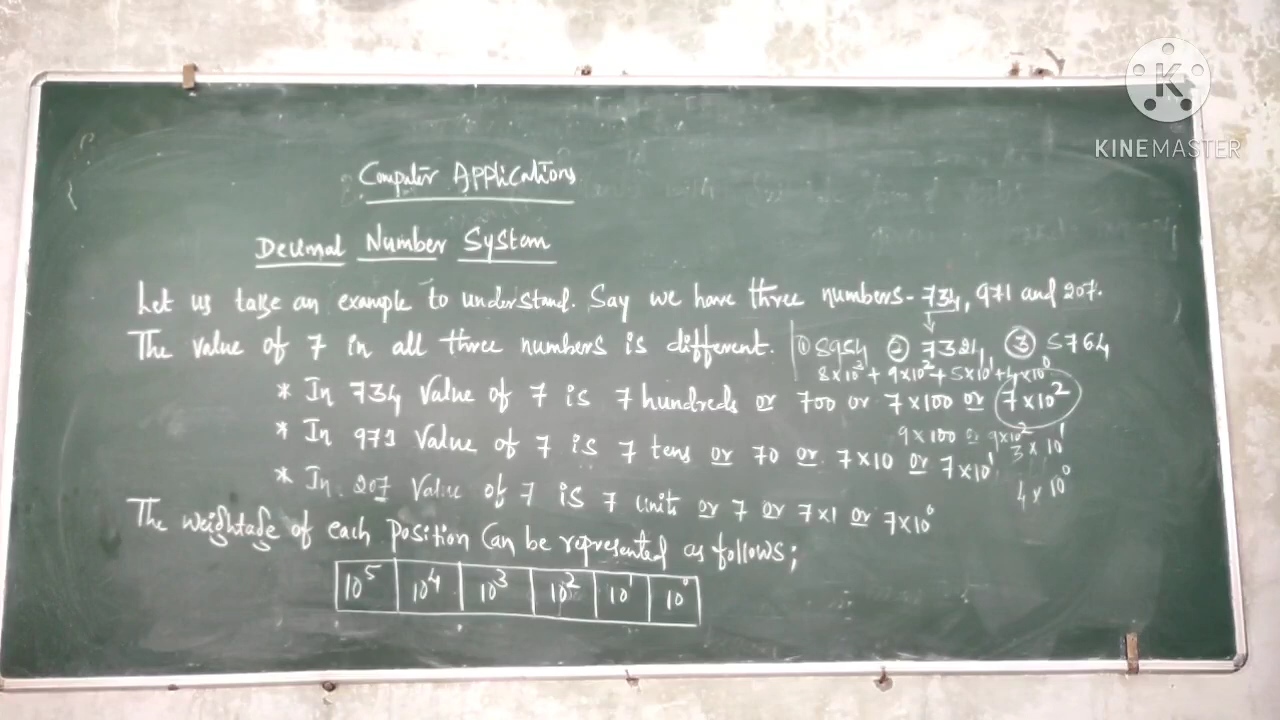 K
KINEMASTER
Computer Applications
Decimal Number System
Let us take an example to understand. Say we have three numbers - 734, 971 and 207.
The value of 7 in all three numbers is different. ① 8954 ② 7324 ③ 5764
8×10³ + 9×10² + 5×10¹ + 4×10⁰
* In 734 Value of 7 is 7 hundreds or 700 or 7×100 or 7×10²
9×100 or 9×10²
3×10¹
* In 971 Value of 7 is 7 tens or 70 or 7×10 or 7×10¹
4×10⁰
* In 207 Value of 7 is 7 units or 7 or 7×1 or 7×10⁰
The weightage of each position can be represented as follows;
10⁵ 10⁴ 10³ 10² 10¹ 10⁰